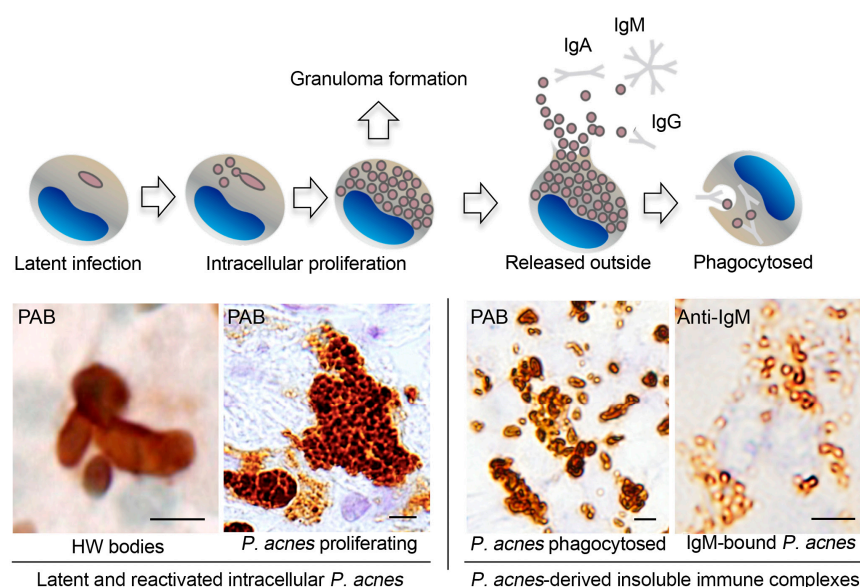 IgM
IgA
Granuloma formation
IgG
Latent infection
Intracellular proliferation
Released outside
Phagocytosed
PAB
PAB
PAB
Anti-IgM
HW bodies
P. acnes proliferating
P. acnes phagocytosed
IgM-bound P. acnes
Latent and reactivated intracellular P. acnes
P. acnes-derived insoluble immune complexes